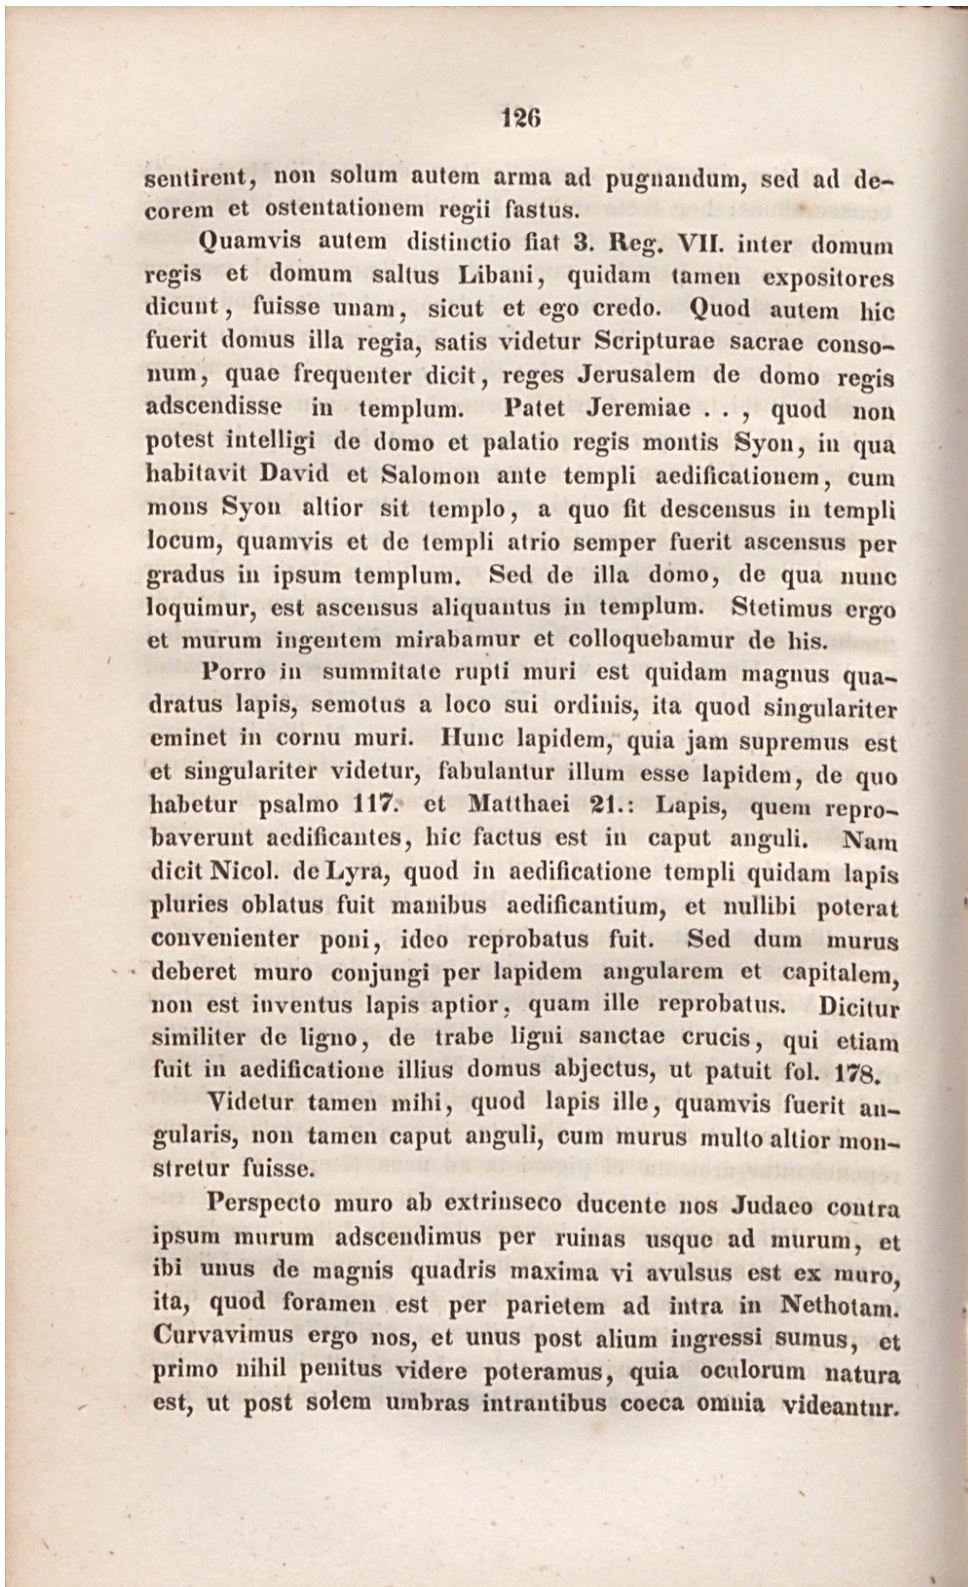 126
sentirent, non solum autem arma ad pugnandum, sed ad de-
corem et ostentationem regii fastus.
Quamvis autem distinctio fiat 3. Reg. VII. inter domum
regis et domum saltus Libani, quidam tamen expositores
dicunt, fuisse unam, sicut et ego credo. Quod autem hic
fuerit domus illa regia, satis videtur Scripturae sacrae conso-
num, quae frequenter dicit, reges Jerusalem de domo regis
adscendisse in templum. Patet Jeremiae . . , quod non
potest intelligi de domo et palatio regis montis Syon, in qua
habitavit David et Salomon ante templi aedificationem, cum
mons Syon altior sit templo, a quo fit descensus in templi
locum, quamvis et de templi atrio semper fuerit ascensus per
gradus in ipsum templum. Sed de illa domo, de qua nunc
loquimur, est ascensus aliquantus in templum. Stetimus ergo
et murum ingentem mirabamur et colloquebamur de his.
Porro in summitate rupti muri est quidam magnus qua-
dratus lapis, semotus a loco sui ordinis, ita quod singulariter
eminet in cornu muri. Hunc lapidem, quia jam supremus est
et singulariter videtur, fabulantur illum esse lapidem, de quo
habetur psalmo 117. et Matthaei 21.: Lapis, quem repro-
baverunt aedificantes, hic factus est in caput anguli. Nam
dicit Nicol. de Lyra, quod in aedificatione templi quidam lapis
pluries oblatus fuit manibus aedificantium, et nullibi poterat
convenienter poni, ideo reprobatus fuit. Sed dum murus
deberet muro conjungi per lapidem angularem et capitalem,
non est inventus lapis aptior, quam ille reprobatus. Dicitur
similiter de ligno, de trabe ligni sanctae crucis, qui etiam
fuit in aedificatione illius domus abjectus, ut patuit fol. 178.
Videtur tamen mihi, quod lapis ille, quamvis fuerit an-
gularis, non tamen caput anguli, cum murus multo altior mon-
stretur fuisse.
Perspecto muro ab extrinseco ducente nos Judaeo contra
ipsum murum adscendimus per ruinas usque ad murum, et
ibi unus de magnis quadris maxima vi avulsus est ex muro,
ita, quod foramen est per parietem ad intra in Nethotam.
Curvavimus ergo nos, et unus post alium ingressi sumus, et
primo nihil penitus videre poteramus, quia oculorum natura
est, ut post solem umbras intrantibus coeca omnia videantur.